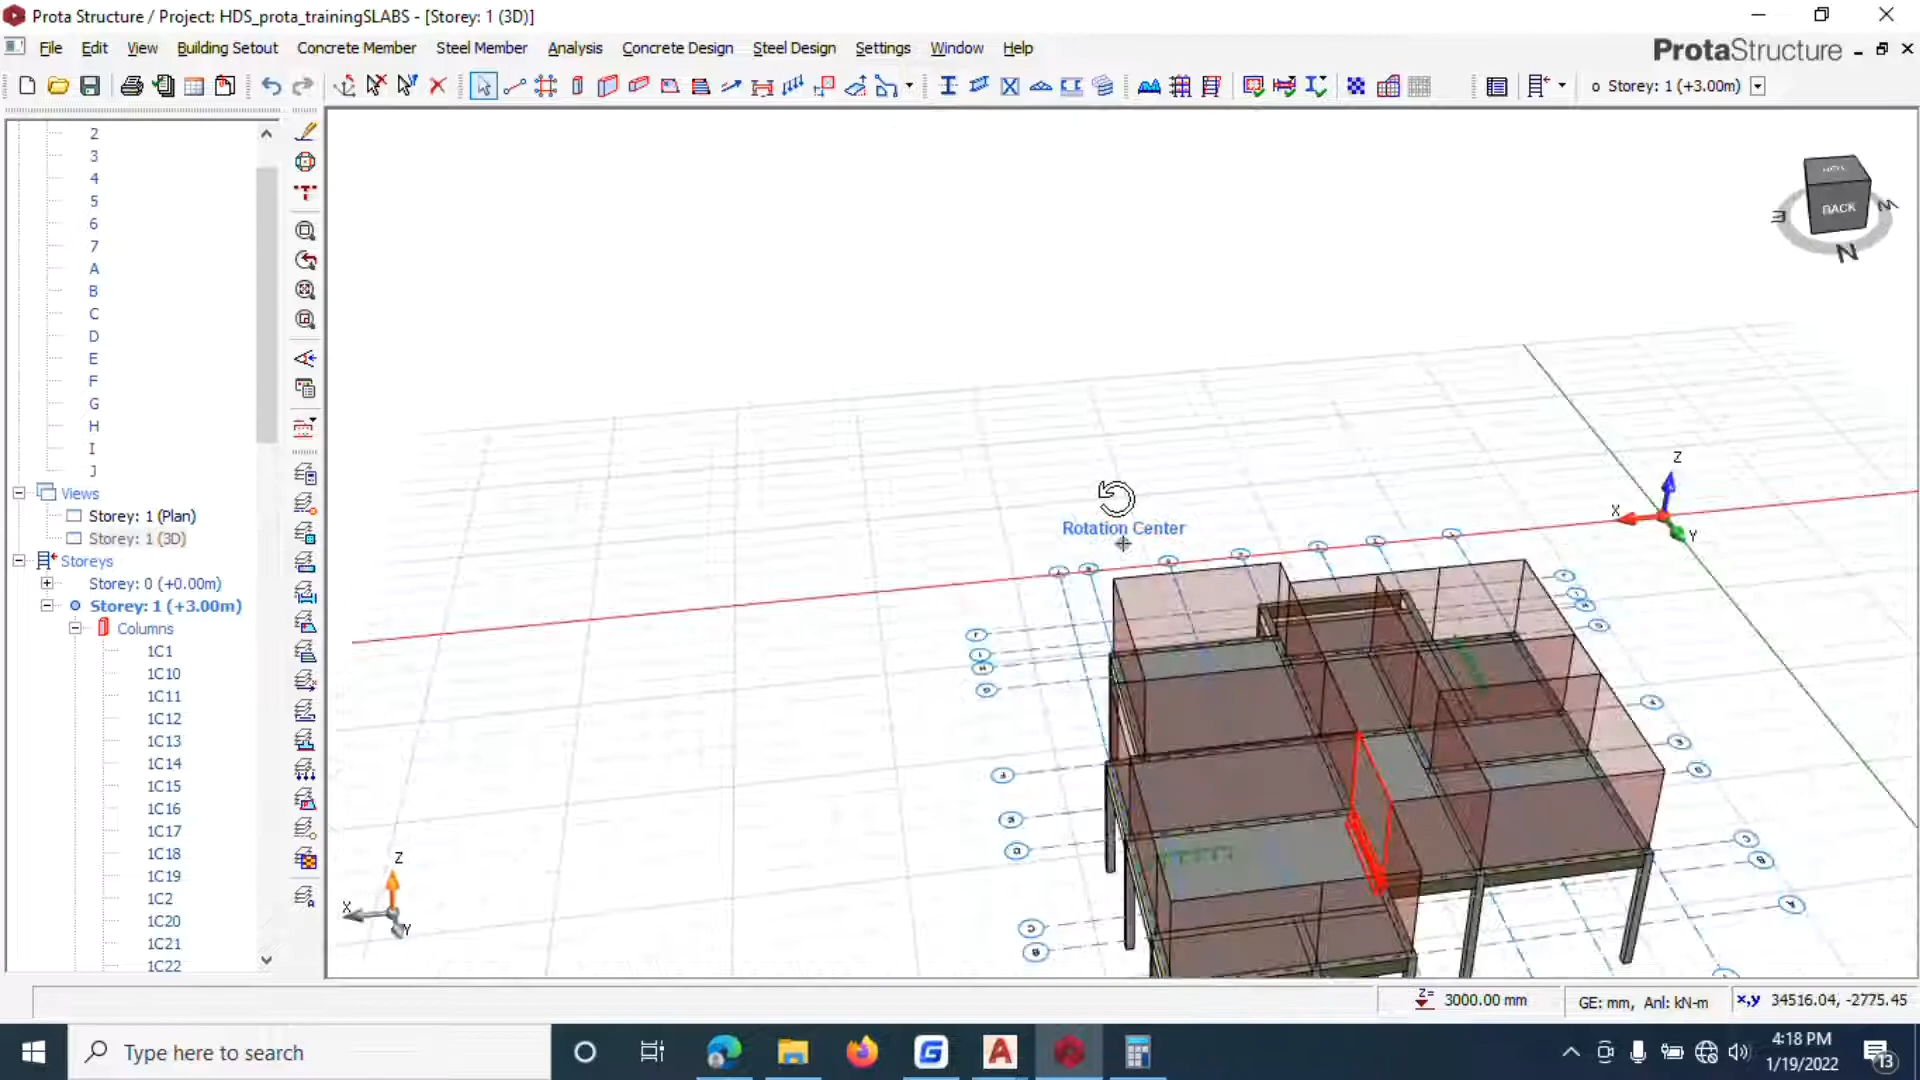 Prota Structure / Project: HDS_prota_trainingSLABS - [Storey: 1 (3D)]
File Edit View Building Setout Concrete Member Steel Member Analysis Concrete Design Steel Design Settings Window Help
ProtaStructure
Storey: 1 (+3.00m)
2
3
4
5
6
7
A
B
C
D
E
F
G
H
I
J
Views
Storey: 1 (Plan)
Storey: 1 (3D)
Storeys
Storey: 0 (+0.00m)
Storey: 1 (+3.00m)
Columns
1C1
1C10
1C11
1C12
1C13
1C14
1C15
1C16
1C17
1C18
1C19
1C2
1C20
1C21
1C22
BACK
E
N
Rotation Center
Z
X
Y
Z
X
Y
Z= 3000.00 mm
GE: mm, Anl: kN-m
x,y 34516.04, -2775.45
Type here to search
4:18 PM
1/19/2022
13